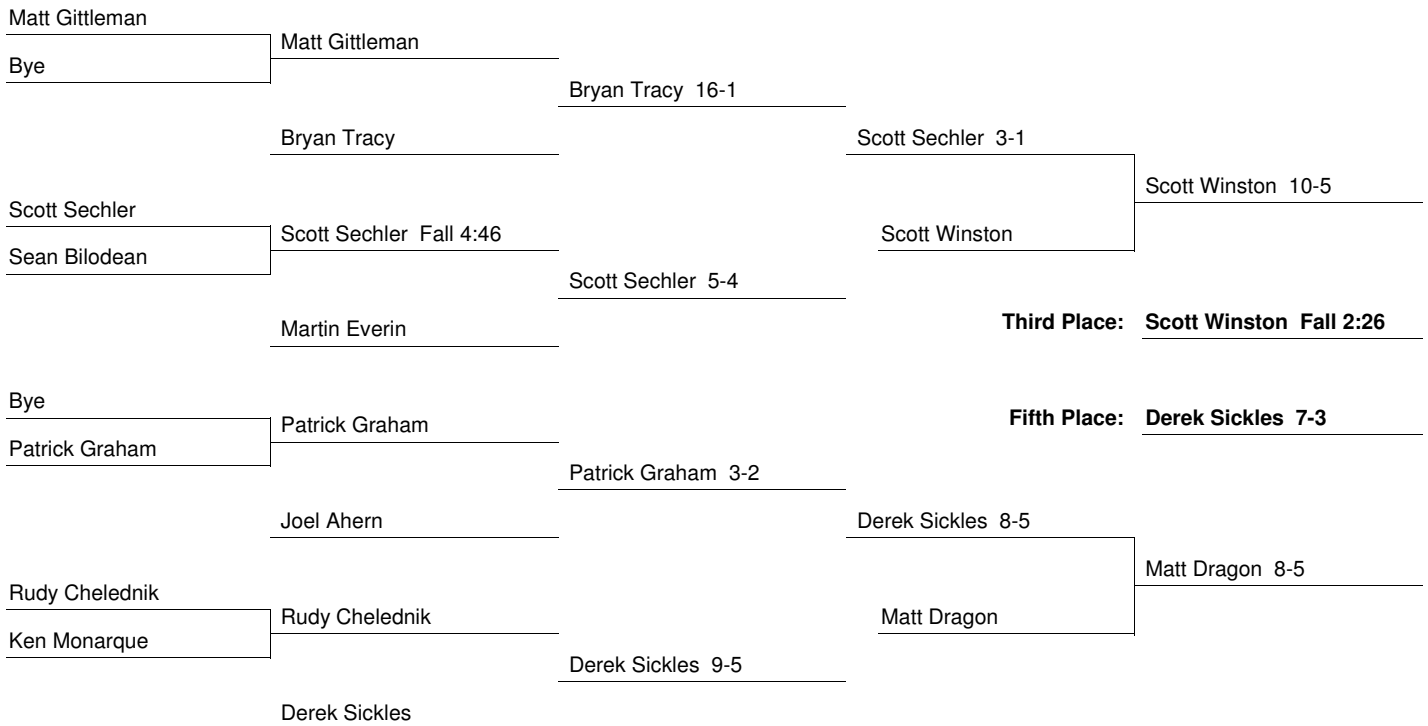 Matt Gittleman
Matt Gittleman
Bye
Bryan Tracy 16-1
Bryan Tracy
Scott Sechler 3-1
Scott Winston 10-5
Scott Sechler
Scott Sechler Fall 4:46
Scott Winston
Sean Bilodean
Scott Sechler 5-4
Martin Everin
Third Place: Scott Winston Fall 2:26
Bye
Patrick Graham
Fifth Place: Derek Sickles 7-3
Patrick Graham
Patrick Graham 3-2
Joel Ahern
Derek Sickles 8-5
Matt Dragon 8-5
Rudy Chelednik
Rudy Chelednik
Matt Dragon
Ken Monarque
Derek Sickles 9-5
Derek Sickles